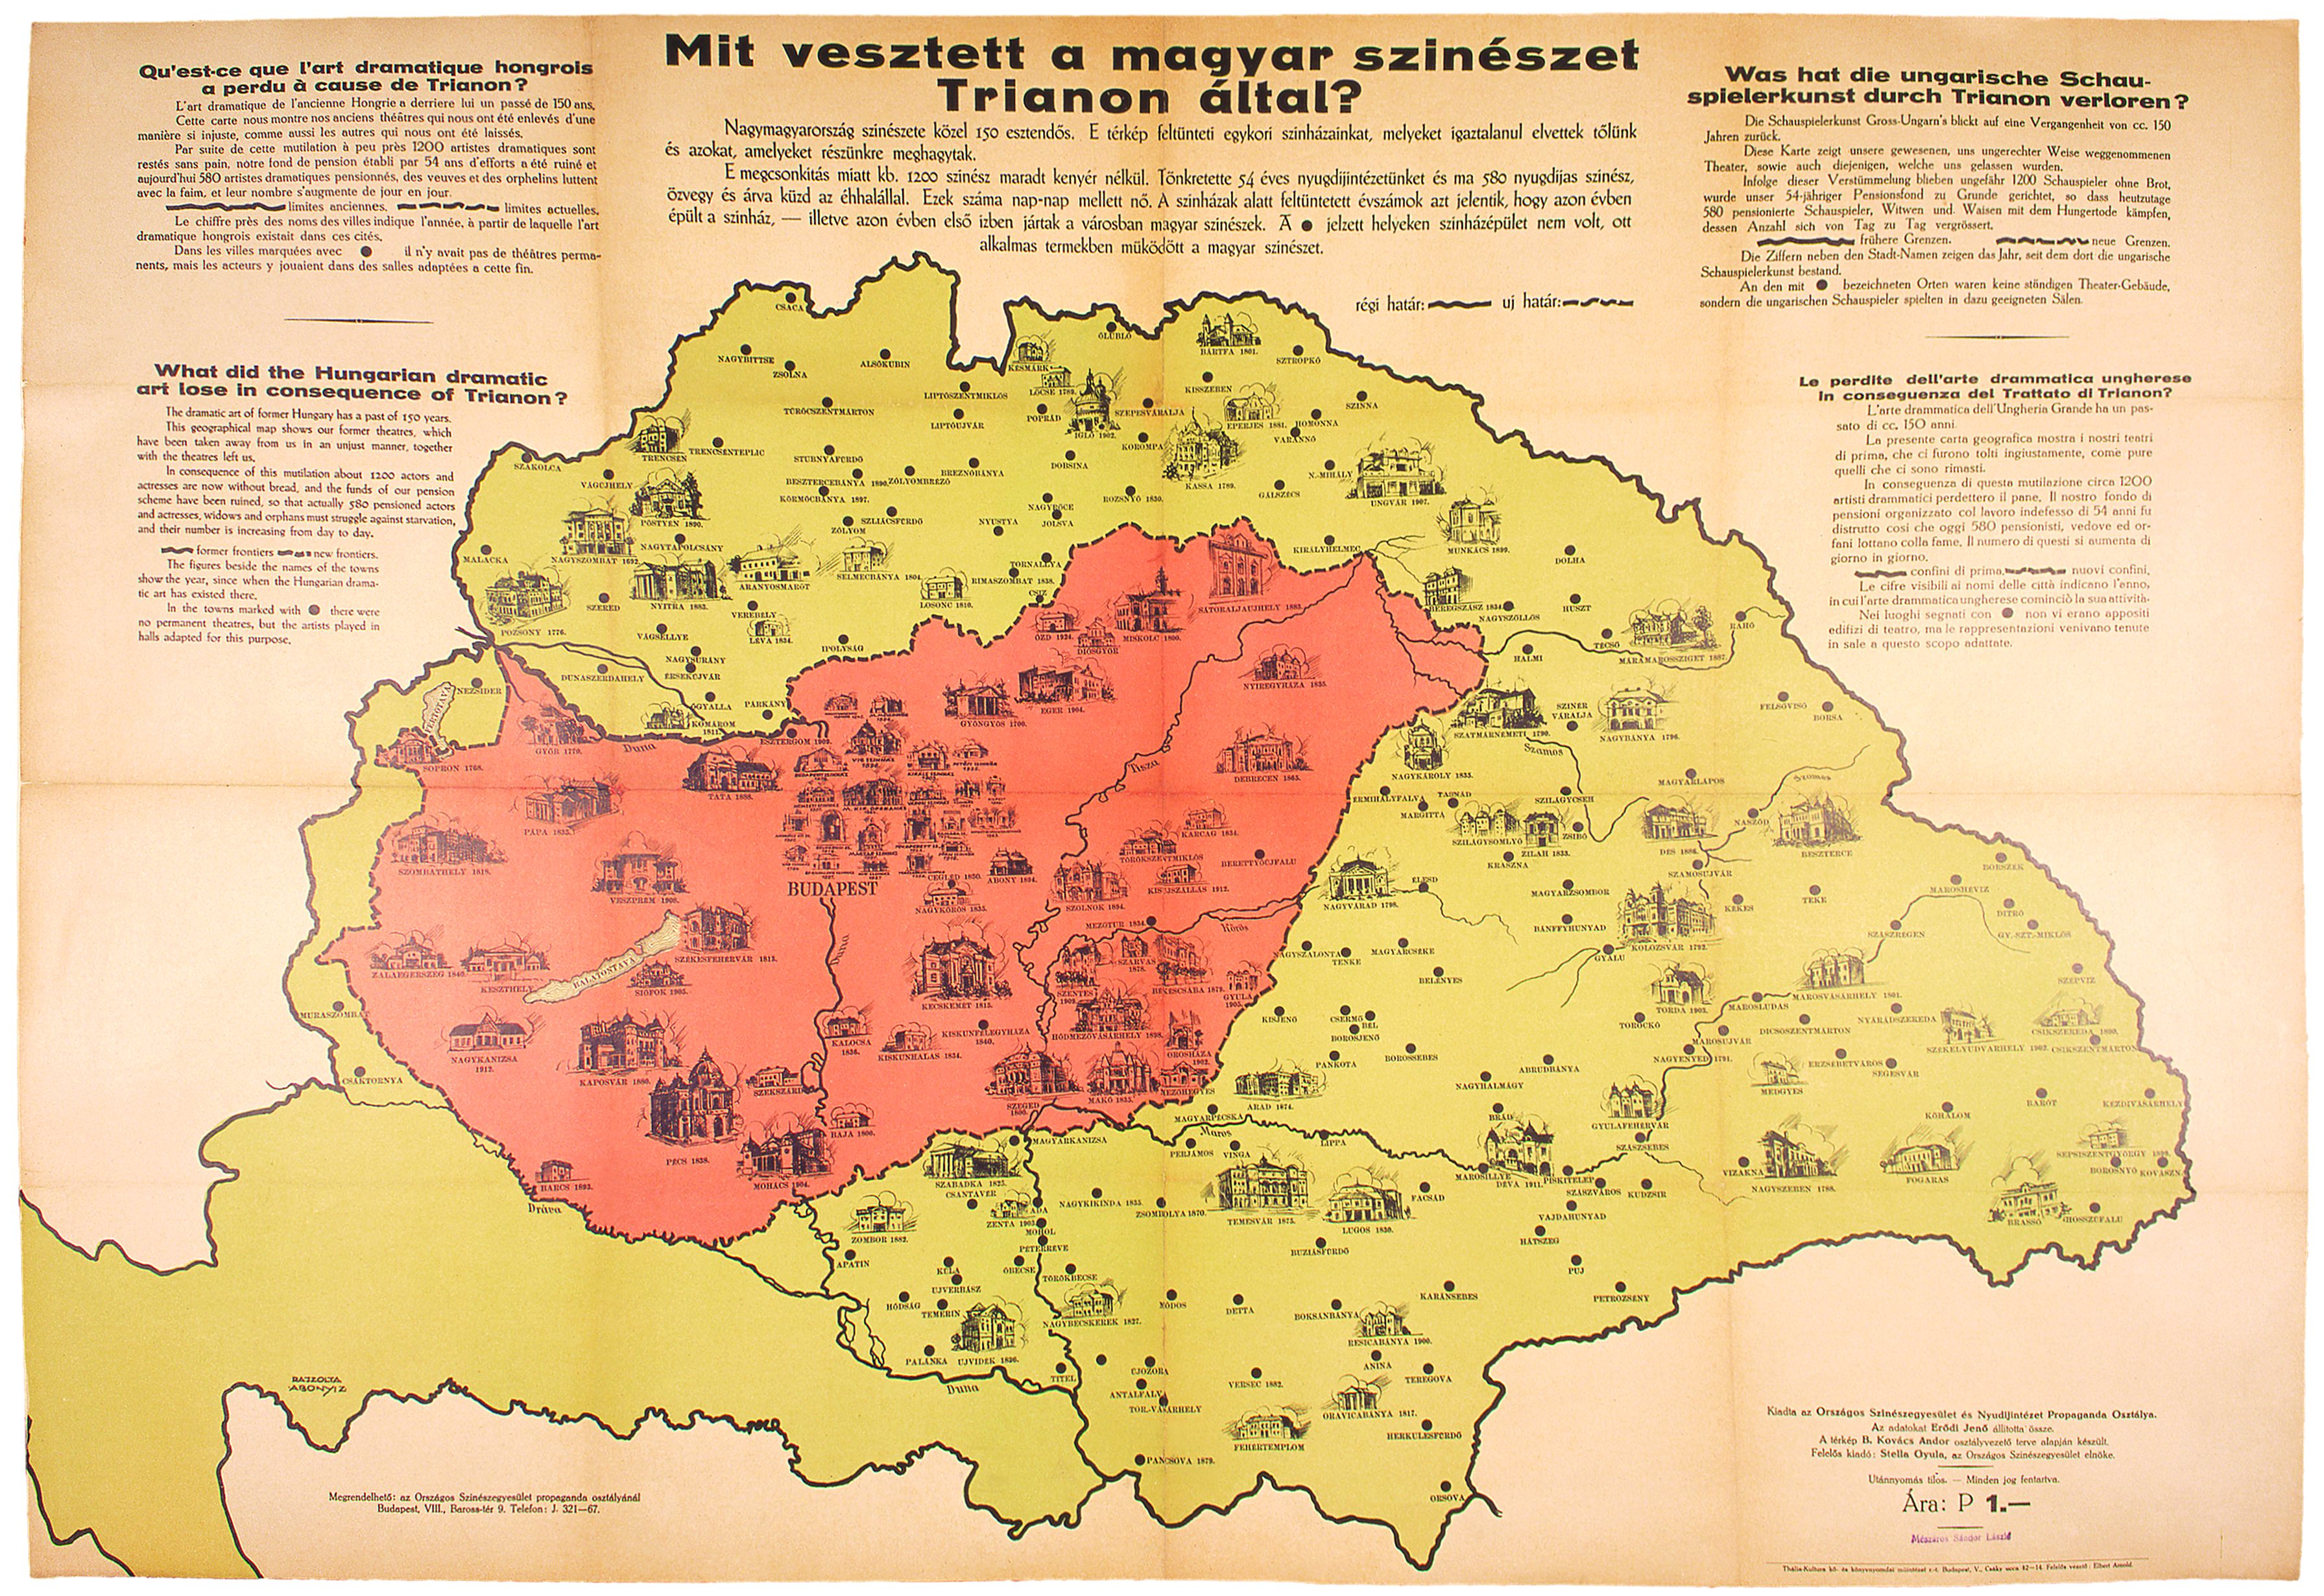 Mit vesztett a magyar szinészet
Trianon által?
Nagymagyarország szinészete közel 150 esztendős. E térkép feltünteti egykori szinházainkat, melyeket igaztalanul elvettek tőlünk
és azokat, amelyeket részünkre meghagytak.
E megcsonkitás miatt kb. 1200 szinész maradt kenyér nélkül. Tönkretette 54 éves nyugdijintézetünket és ma 580 nyugdijas szinész,
özvegy és árva küzd az éhhalállal. Ezek száma nap-nap mellett nő. A szinházak alatt feltüntetett évszámok azt jelentik, hogy azon évben
épült a szinház, — illetve azon évben első izben jártak a városban magyar szinészek. A ● jelzett helyeken szinházépület nem volt, ott
alkalmas termekben müködött a magyar szinészet.
régi határ: uj határ:
Qu'est-ce que l'art dramatique hongrois
a perdu à cause de Trianon?
L'art dramatique de l'ancienne Hongrie a derriere lui un passé de 150 ans.
Cette carte nous montre nos anciens théâtres qui nous ont été enlevés d'une
manière si injuste, comme aussi les autres qui nous ont été laissés.
Par suite de cette mutilation à peu près 1200 artistes dramatiques sont
restés sans pain, notre fond de pension établi par 54 ans d'efforts a été ruiné et
aujourd'hui 580 artistes dramatiques pensionnés, des veuves et des orphelins luttent
avec la faim, et leur nombre s'augmente de jour en jour.
limites anciennes. limites actuelles.
Le chiffre près des noms des villes indique l'année, à partir de laquelle l'art
dramatique hongrois existait dans ces cités.
Dans les villes marquées avec ● il n'y avait pas de théâtres perma-
nents, mais les acteurs y jouaient dans des salles adaptées a cette fin.
What did the Hungarian dramatic
art lose in consequence of Trianon?
The dramatic art of former Hungary has a past of 150 years.
This geographical map shows our former theatres, which
have been taken away from us in an unjust manner, together
with the theatres left us.
In consequence of this mutilation about 1200 actors and
actresses are now without bread, and the funds of our pension
scheme have been ruined, so that actually 580 pensioned actors
and actresses, widows and orphans must struggle against starvation,
and their number is increasing from day to day.
former frontiers new frontiers.
The figures beside the names of the towns
show the year, since when the Hungarian drama-
tic art has existed there.
In the towns marked with ● there were
no permanent theatres, but the artists played in
halls adapted for this purpose.
Was hat die ungarische Schau-
spielerkunst durch Trianon verloren?
Die Schauspielerkunst Gross-Ungarn's blickt auf eine Vergangenheit von cc. 150
Jahren zurück.
Diese Karte zeigt unsere gewesenen, uns ungerechter Weise weggenommenen
Theater, sowie auch diejenigen, welche uns gelassen wurden.
Infolge dieser Verstümmelung blieben ungefähr 1200 Schauspieler ohne Brot,
wurde unser 54-jähriger Pensionsfond zu Grunde gerichtet, so dass heutzutage
580 pensionierte Schauspieler, Witwen und Waisen mit dem Hungertode kämpfen,
dessen Anzahl sich von Tag zu Tag vergrössert.
frühere Grenzen. neue Grenzen.
Die Ziffern neben den Stadt-Namen zeigen das Jahr, seit dem dort die ungarische
Schauspielerkunst bestand.
An den mit ● bezeichneten Orten waren keine ständigen Theater-Gebäude,
sondern die ungarischen Schauspieler spielten in dazu geeigneten Sälen.
Le perdite dell'arte drammatica ungherese
in conseguenza del Trattato di Trianon?
L'arte drammatica dell'Ungheria Grande ha un pas-
sato di cc. 150 anni.
La presente carta geografica mostra i nostri teatri
di prima, che ci furono tolti ingiustamente, come pure
quelli che ci sono rimasti.
In conseguenza di questa mutilazione circa 1200
artisti drammatici perdettero il pane. Il nostro fondo di
pensioni organizzato col lavoro indefesso di 54 anni fu
distrutto cosi che oggi 580 pensionisti, vedove ed or-
fani lottano colla fame. Il numero di questi si aumenta di
giorno in giorno.
confini di prima, nuovi confini.
Le cifre visibili ai nomi delle città indicano l'enno,
in cui l'arte drammatica ungherese cominciò la sua attività.
Nei luoghi segnati con ● non vi erano appositi
edifizi di teatro, ma le rappresentazioni venivano tenute
in sale a questo scopo adattate.
CSACA
NAGYBITTSE
ZSOLNA
ALSÓKUBIN
ÓLUBLÓ
BÁRTFA 1801.
SZTROPKÓ
KÉSMÁRK
LŐCSE 1789.
LIPTÓSZENTMIKLÓS
KISSZEBEN
TÚRÓCSZENTMÁRTON
LIPTÓUJVÁR
POPRÁD
IGLÓ 1902.
SZEPESVÁRALJA
EPERJES 1881.
HOMONNA
SZINNA
VARANNÓ
TRENCSÉN
TRENCSÉNTEPLIC
KOROMPA
SZAKOLCA
STUBNYAFÜRDŐ
BREZNÓBÁNYA
DOBSINA
VÁGUJHELY
BESZTERCEBÁNYA 1890.
ZÓLYOMBREZÓ
KÖRMÖCBÁNYA 1897.
ROZSNYÓ 1830.
KASSA 1789.
GÁLSZÉCS
N.-MIHÁLY
UNGVÁR 1907.
PÖSTYÉN 1890.
NAGYRŐCE
JOLSVA
SZLIÁCSFÜRDŐ
ZÓLYOM
NYUSTYA
MALACKA
NAGYSZOMBAT 1692.
NAGYTAPOLCSÁNY
KIRÁLYHELMEC
MUNKÁCS 1899.
DOLHA
ARANYOSMARÓT
SELMECBÁNYA 1804.
TORNALLYA
RIMASZOMBAT 1838.
SZERED
NYITRA 1883.
LOSONC 1810.
CSIZ
SÁTORALJAUJHELY 1883.
BEREGSZÁSZ 1834.
HUSZT
POZSONY 1776.
VEREBÉLY
LÉVA 1834.
ÓZD 1924.
MISKOLC 1800.
NAGYSZÖLLŐS
VÁGSELLYE
IPOLYSÁG
DIÓSGYŐR
TÉCSŐ
RAHÓ
MÁRAMAROSSZIGET 1887.
NAGYSURÁNY
ÉRSEKUJVÁR
HALMI
DUNASZERDAHELY
NYIREGYHÁZA 1833.
NEZSIDER
FERTŐTAVA
ÓGYALLA
PÁRKÁNY
EGER 1904.
GYÖNGYÖS 1700.
SZINÉR
VÁRALJA
FELSŐVISÓ
BORSA
KOMÁROM
1811.
SZATMÁRNÉMETI 1790.
NAGYBÁNYA 1796.
GYŐR 1779.
Duna
ESZTERGOM 1909.
SOPRON 1768.
TATA 1888.
Tisza
DEBRECEN 1865.
Szamos
NAGYKÁROLY 1835.
MAGYARLÁPOS
Szamos
PÁPA 1833.
ÉRMIHÁLYFALVA
TASNÁD
MARGITTA
SZILÁGYCSEH
KARCAG 1834.
SZILÁGYSOMLYÓ
ZSIBÓ
ZILAH 1833.
DÉS 1886.
NASZÓD
BESZTERCE
SZOMBATHELY 1818.
TÖRÖKSZENTMIKLÓS
BERETTYÓUJFALU
KRASZNA
BORSZÉK
BUDAPEST
CEGLÉD 1850.
ABONY 1894.
SZAMOSUJVÁR
VESZPRÉM 1908.
NAGYKŐRÖS 1835.
SZOLNOK 1894.
KISUJSZÁLLÁS 1912.
NAGYVÁRAD 1798.
ÉLESD
MAGYARZSOMBOR
TEKE
MAROSHÉVIZ
MEZŐTUR 1834.
Körös
BÁNFFYHUNYAD
KÉKES
DITRÓ
KOLOZSVÁR 1792.
SZÁSZRÉGEN
GY.-SZT.-MIKLÓS
ZALAEGERSZEG 1840.
KESZTHELY
BALATONTAVA
SZÉKESFEHÉRVÁR 1813.
SZARVAS
1878.
NAGYSZALONTA
TENKE
MAGYARCSÉKE
GYALU
SIÓFOK 1905.
KECSKEMÉT 1815.
SZENTES
1909.
BÉKÉSCSABA 1879.
GYULA
1905.
BELÉNYES
SZÉPVIZ
MURASZOMBAT
TORDA 1903.
MAROSLUDAS
MAROSVÁSÁRHELY 1801.
KALOCSA
1836.
KISKUNFÉLEGYHÁZA
1840.
KISKUNHALAS 1834.
HÓDMEZŐVÁSÁRHELY 1898.
KISJENŐ
CSERMŐ
BÉL
BOROSJENŐ
TOROCKÓ
DICSŐSZENTMÁRTON
NYÁRÁDSZEREDA
MAROSUJVÁR
SZÉKELYUDVARHELY 1902.
CSIKSZEREDA 1890.
CSIKSZENTMÁRTON
NAGYKANIZSA
1912.
OROSHÁZA
1902.
BOROSSEBES
PANKOTA
ABRUDBÁNYA
NAGYENYED 1791.
ERZSÉBETVÁROS
SEGESVÁR
CSÁKTORNYA
KAPOSVÁR 1880.
SZEKSZÁRD
SZEGED
1800.
MAKÓ 1833.
MEZŐHEGYES
ARAD 1874.
NAGYHALMÁGY
MEDGYES
BRÁD
KŐHALOM
BARÓT
KÉZDIVÁSÁRHELY
MAGYARPÉCSKA
GYULAFEHÉRVÁR
BAJA 1800.
Maros
MAGYARKANIZSA
PERJÁMOS
VINGA
LIPPA
SZÁSZSEBES
PÉCS 1838.
MOHÁCS 1904.
BARCS 1893.
SZABADKA 1825.
MAROSILLYE
DÉVA 1911.
PISKITELEP
VIZAKNA
NAGYSZEBEN 1788.
FOGARAS
SEPSISZENTGYÖRGY 1899.
BOROSNYÓ
KOVÁSZNA
CSANTAVÉR
NAGYKIKINDA 1835.
FACSÁD
SZÁSZVÁROS
KUDZSIR
Dráva
ADA
ZENTA 1903.
MOHOL
ZSOMBOLYA 1870.
TEMESVÁR 1873.
LUGOS 1830.
VAJDAHUNYAD
BRASSÓ
HOSSZUFALU
ZOMBOR 1882.
PÉTERRÉVE
BUZIÁSFÜRDŐ
HÁTSZEG
APATIN
KULA
ÓBECSE
TÖRÖKBECSE
PUJ
UJVERBÁSZ
HÓDSÁG
TEMERIN
NAGYBECSKEREK 1827.
MÓDOS
DETTA
BOKSÁNBÁNYA
KARÁNSEBES
PETROZSÉNY
RESICABÁNYA 1900.
PALÁNKA
UJVIDÉK 1836.
TITEL
UJOZORA
ANINA
TEREGOVA
RAJZOLTA
ABONYI Z
Duna
ANTALFALV.
VERSEC 1882.
TOR.-VÁSÁRHELY
ORAVICABÁNYA 1817.
FEHÉRTEMPLOM
HERKULESFÜRDŐ
PANCSOVA 1879.
ORSOVA
Megrendelhető: az Országos Szinészegyesület propaganda osztályánál
Budapest, VIII., Baross-tér 9. Telefon: J. 321—67.
Kiadta az Országos Szinészegyesület és Nyudijintézet Propaganda Osztálya.
Az adatokat Erődi Jenő állította össze.
A térkép B. Kovács Andor osztályvezető terve alapján készült.
Felelős kiadó: Stella Gyula, az Országos Szinészegyesület elnöke.
Utánnyomás tilos. — Minden jog fentartva.
Ára: P 1.—
Mészáros Sándor László
Thália-Kultura kő- és könyvnyomdai műintézet r.-t. Budapest, V., Csáky ucca 12—14. Felelős vezető: Elbert Arnold.